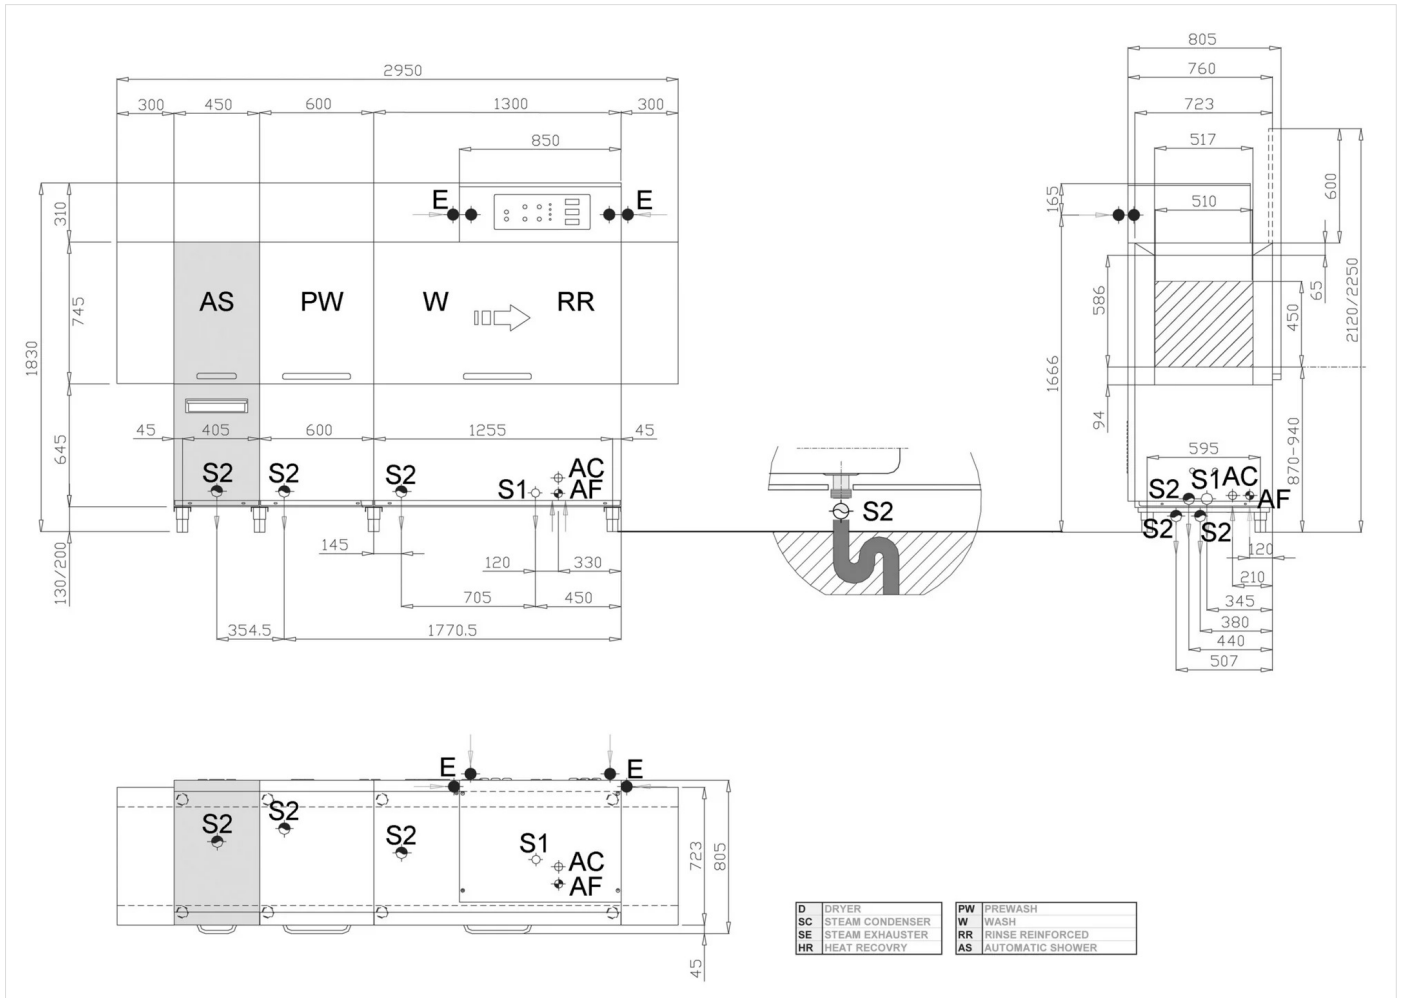 2950
300 450 600 1300 300
850
E E
310
745
1830
645
130/200
AS PW W RR
45 405 600 1255 45
S2 S2 S2 S1 AC
AF
145
120 330
705 450
354.5 1770.5
S2
805
760
723
517
510
165
600
586
65
450
2120/2250
1666
94
870-940
595
S2 S1 AC
AF
S2 S2
120
210
345
380
440
507
E E
S2 S2 S2 S1
AC
AF
723
805
45
D DRYER
SC STEAM CONDENSER
SE STEAM EXHAUSTER
HR HEAT RECOVRY
PW PREWASH
W WASH
RR RINSE REINFORCED
AS AUTOMATIC SHOWER